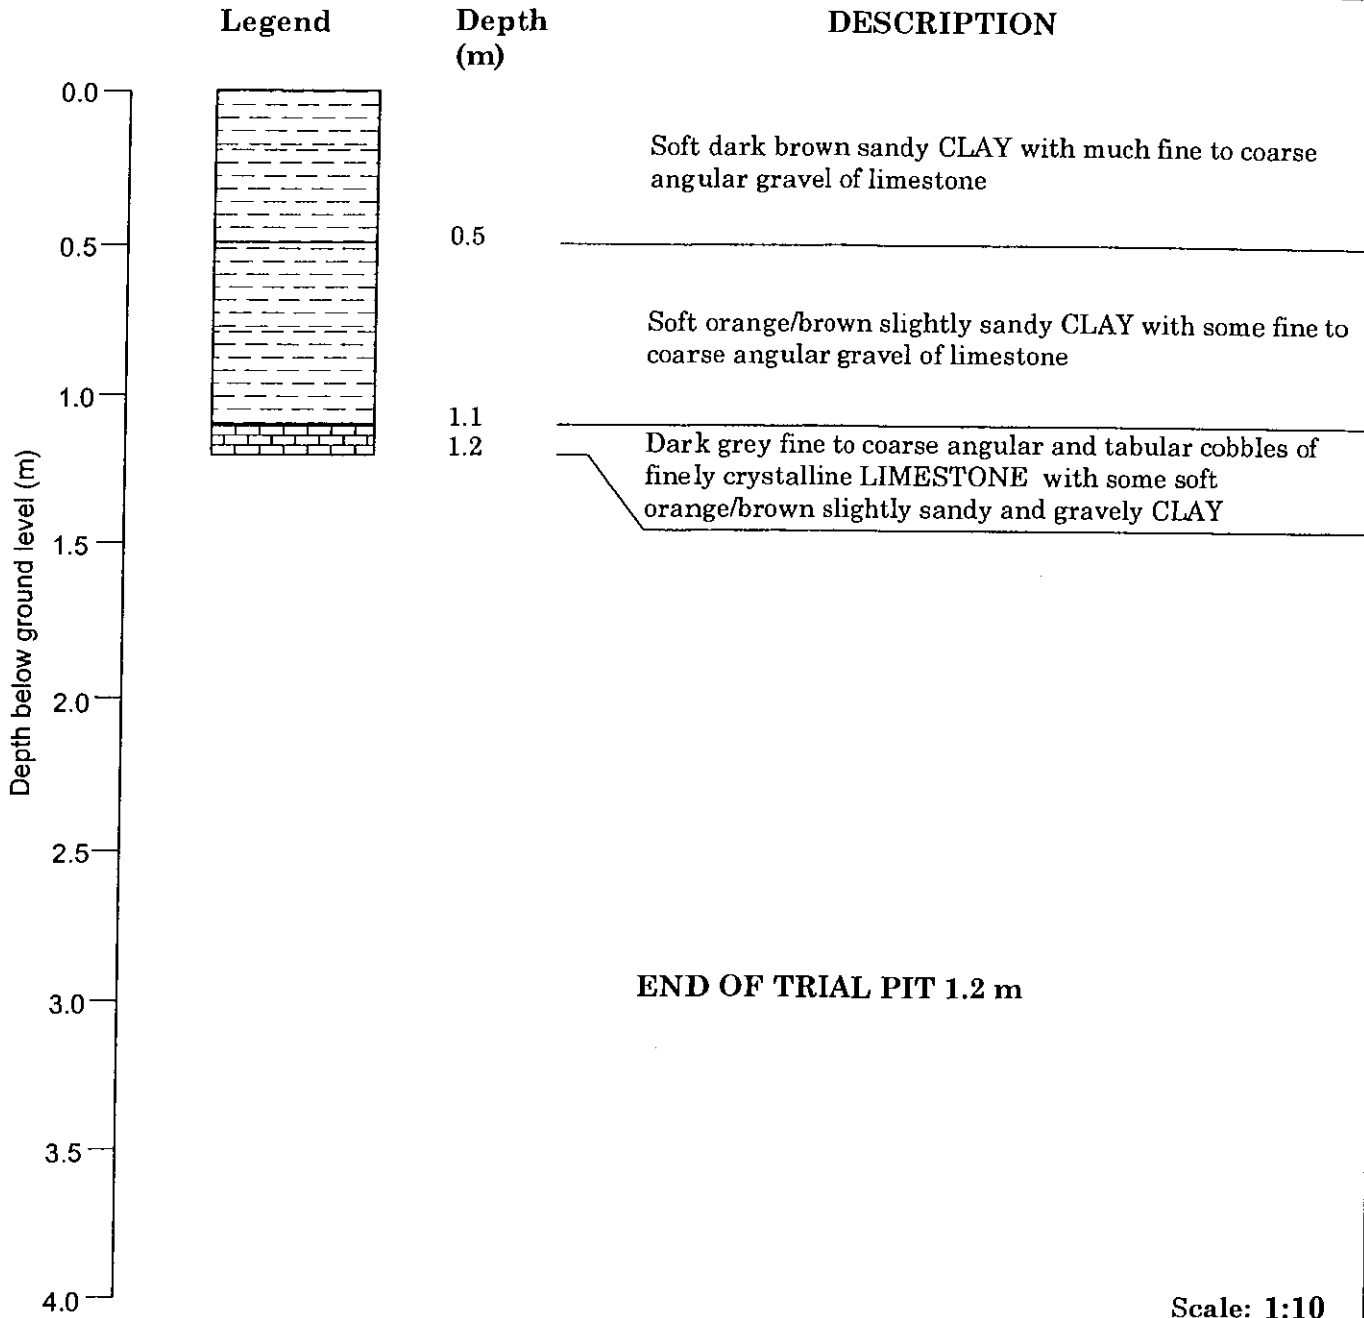 Legend
Depth
(m)
DESCRIPTION
0.0
Soft dark brown sandy CLAY with much fine to coarse
angular gravel of limestone
0.5
0.5
Soft orange/brown slightly sandy CLAY with some fine to
coarse angular gravel of limestone
1.0
1.1
1.2
Dark grey fine to coarse angular and tabular cobbles of
finely crystalline LIMESTONE with some soft
orange/brown slightly sandy and gravely CLAY
1.5
Depth below ground level (m)
2.0
2.5
END OF TRIAL PIT 1.2 m
3.0
3.5
4.0
Scale: 1:10